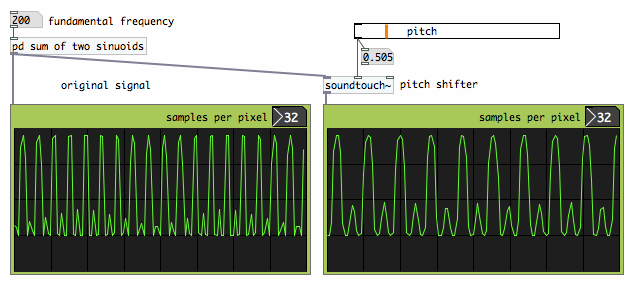 200 fundamental frequency
pd sum of two sinuoids
pitch
0.505
original signal
soundtouch~ pitch shifter
samples per pixel >32
samples per pixel >32